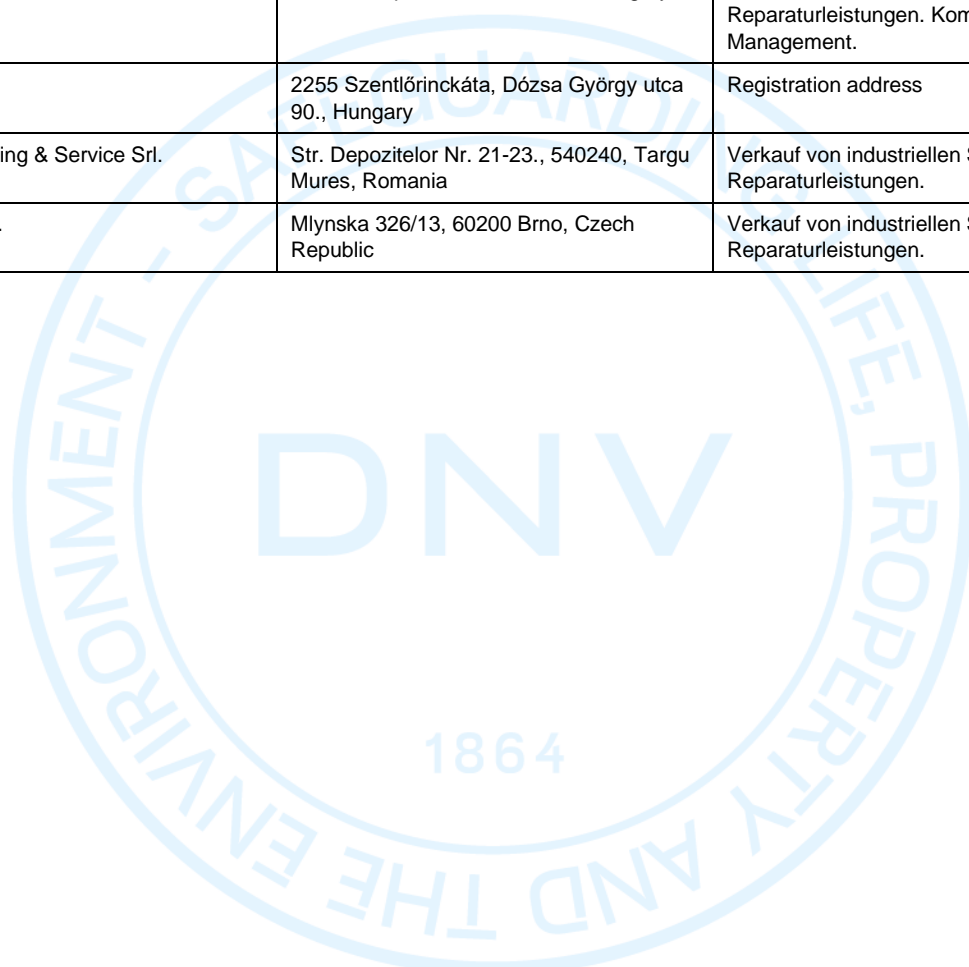 Reparaturleistungen.
Management.
2255 Szentlőrinckáta, Dózsa György utca
90., Hungary
Registration address
ing & Service Srl.
Str. Depozitelor Nr. 21-23., 540240, Targu
Mures, Romania
Verkauf von industriellen
Reparaturleistungen.
Mlynska 326/13, 60200 Brno, Czech
Republic
Verkauf von industriellen
Reparaturleistungen.
SAFEGUARDING LIFE, PROPERTY AND THE ENVIRONMENT -
DNV
1864